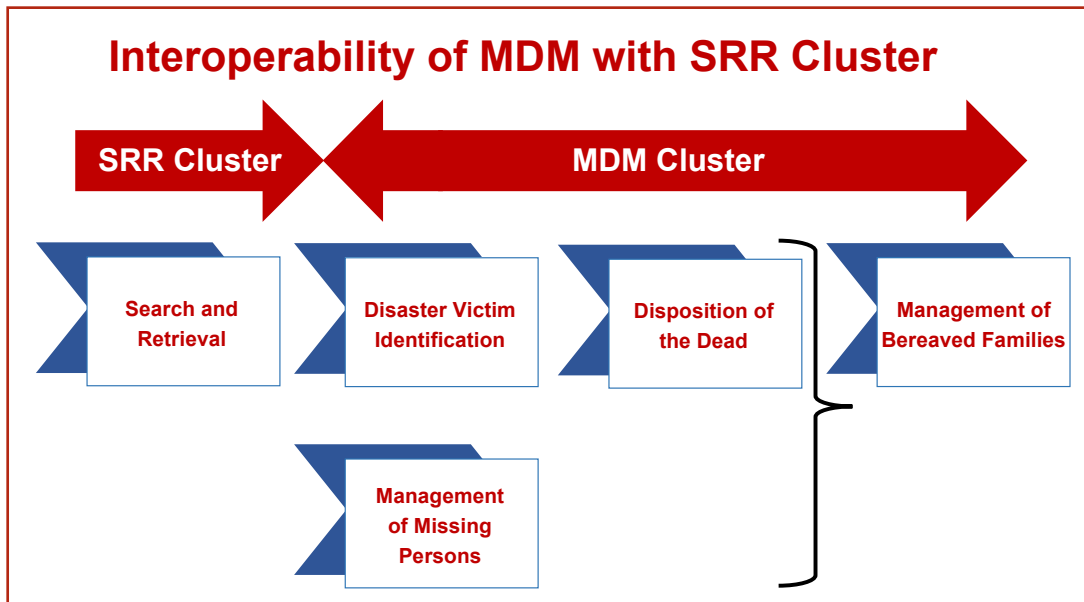 Interoperability of MDM with SRR Cluster
SRR Cluster
MDM Cluster
Search and
Retrieval
Disaster Victim
Identification
Disposition of
the Dead
Management of
Bereaved Families
Management
of Missing
Persons